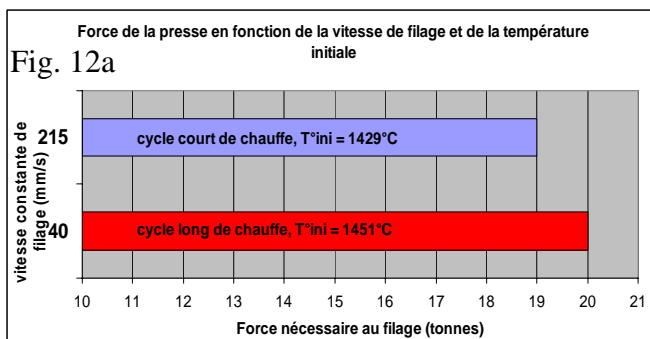 Force de la presse en fonction de la vitesse de filage et de la température
initiale
Fig. 12a
vitesse constante de
filage (mm/s)
215
cycle court de chauffe, T°ini = 1429°C
40
cycle long de chauffe, T°ini = 1451°C
10 11 12 13 14 15 16 17 18 19 20 21
Force nécessaire au filage (tonnes)